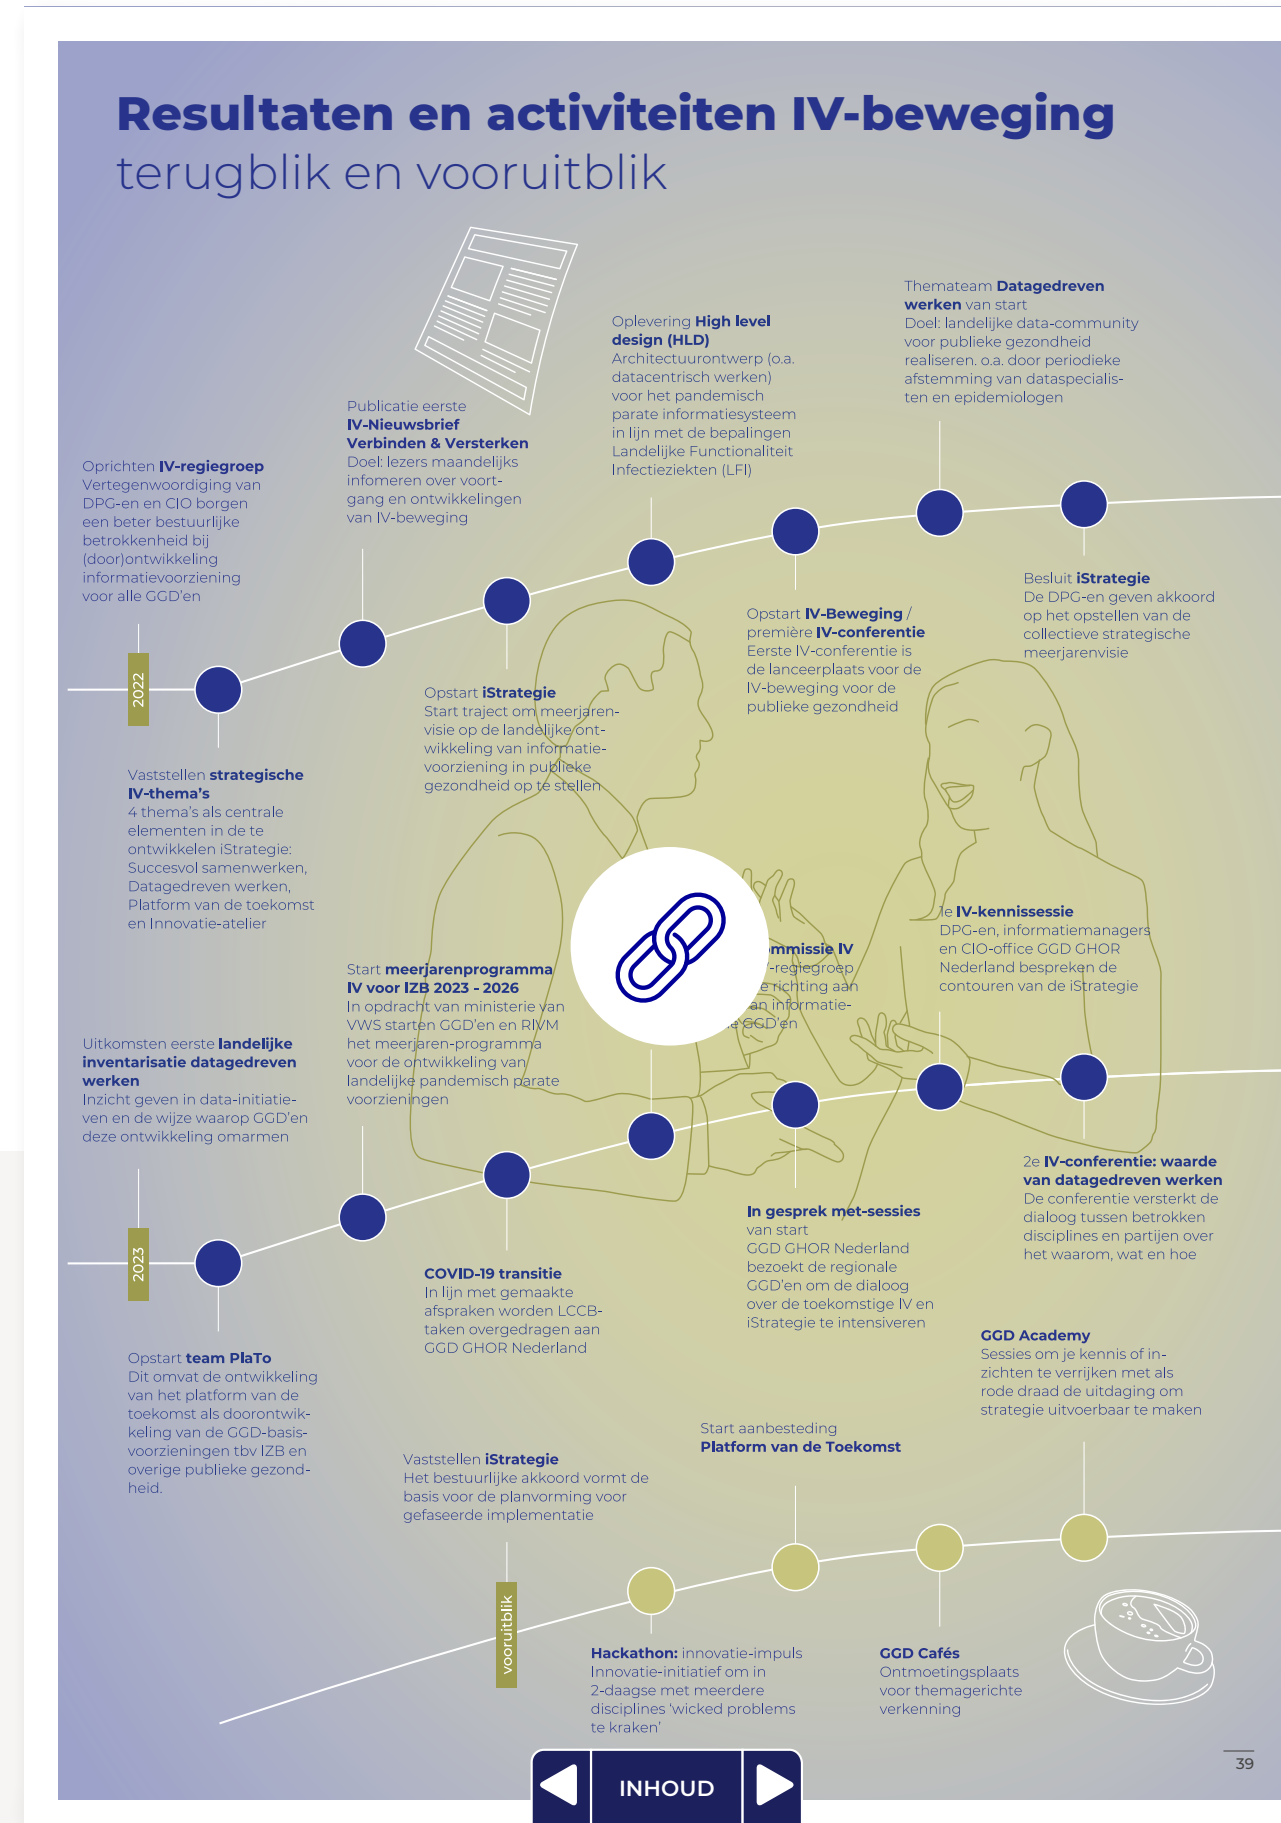 Resultaten en activiteiten IV-beweging
terugblik en vooruitblik
Oprichten IV-regiegroep
Vertegenwoordiging van
DPG-en en CIO borgen
een beter bestuurlijke
betrokkenheid bij
(door)ontwikkeling
informatievoorziening
voor alle GGD'en
Publicatie eerste
IV-Nieuwsbrief
Verbinden & Versterken
Doel: lezers maandelijks
infomeren over voort-
gang en ontwikkelingen
van IV-beweging
Oplevering High level
design (HLD)
Architectuurontwerp (o.a.
datacentrisch werken)
voor het pandemisch
parate informatiesysteem
in lijn met de bepalingen
Landelijke Functionaliteit
Infectieziekten (LFI)
Themateam Datagedreven
werken van start
Doel: landelijke data-community
voor publieke gezondheid
realiseren. o.a. door periodieke
afstemming van dataspecialis-
ten en epidemiologen
2022
Vaststellen strategische
IV-thema's
4 thema's als centrale
elementen in de te
ontwikkelen iStrategie:
Succesvol samenwerken,
Datagedreven werken,
Platform van de toekomst
en Innovatie-atelier
Opstart iStrategie
Start traject om meerjaren-
visie op de landelijke ont-
wikkeling van informatie-
voorziening in publieke
gezondheid op te stellen
Opstart IV-Beweging /
première IV-conferentie
Eerste IV-conferentie is
de lanceerplaats voor de
IV-beweging voor de
publieke gezondheid
Besluit iStrategie
De DPG-en geven akkoord
op het opstellen van de
collectieve strategische
meerjarenvisie
Uitkomsten eerste landelijke
inventarisatie datagedreven
werken
Inzicht geven in data-initiatie-
ven en de wijze waarop GGD'en
deze ontwikkeling omarmen
Start meerjarenprogramma
IV voor IZB 2023 - 2026
In opdracht van ministerie van
VWS starten GGD'en en RIVM
het meerjaren-programma
voor de ontwikkeling van
landelijke pandemisch parate
voorzieningen
IV
richting aan
informatie-
GGD'en
1e IV-kennissessie
DPG-en, informatiemanagers
en CIO-office GGD GHOR
Nederland bespreken de
contouren van de iStrategie
2023
Opstart team PlaTo
Dit omvat de ontwikkeling
van het platform van de
toekomst als doorontwik-
keling van de GGD-basis-
voorzieningen tbv IZB en
overige publieke gezond-
heid.
COVID-19 transitie
In lijn met gemaakte
afspraken worden LCCB-
taken overgedragen aan
GGD GHOR Nederland
In gesprek met-sessies
van start
GGD GHOR Nederland
bezoekt de regionale
GGD'en om de dialoog
over de toekomstige IV en
iStrategie te intensiveren
2e IV-conferentie: waarde
van datagedreven werken
De conferentie versterkt de
dialoog tussen betrokken
disciplines en partijen over
het waarom, wat en hoe
Vaststellen iStrategie
Het bestuurlijke akkoord vormt de
basis voor de planvorming voor
gefaseerde implementatie
Start aanbesteding
Platform van de Toekomst
GGD Academy
Sessies om je kennis of in-
zichten te verrijken met als
rode draad de uitdaging om
strategie uitvoerbaar te maken
vooruitblik
Hackathon: innovatie-impuls
Innovatie-initiatief om in
2-daagse met meerdere
disciplines 'wicked problems
te kraken'
GGD Cafés
Ontmoetingsplaats
voor themagerichte
verkenning
39
INHOUD